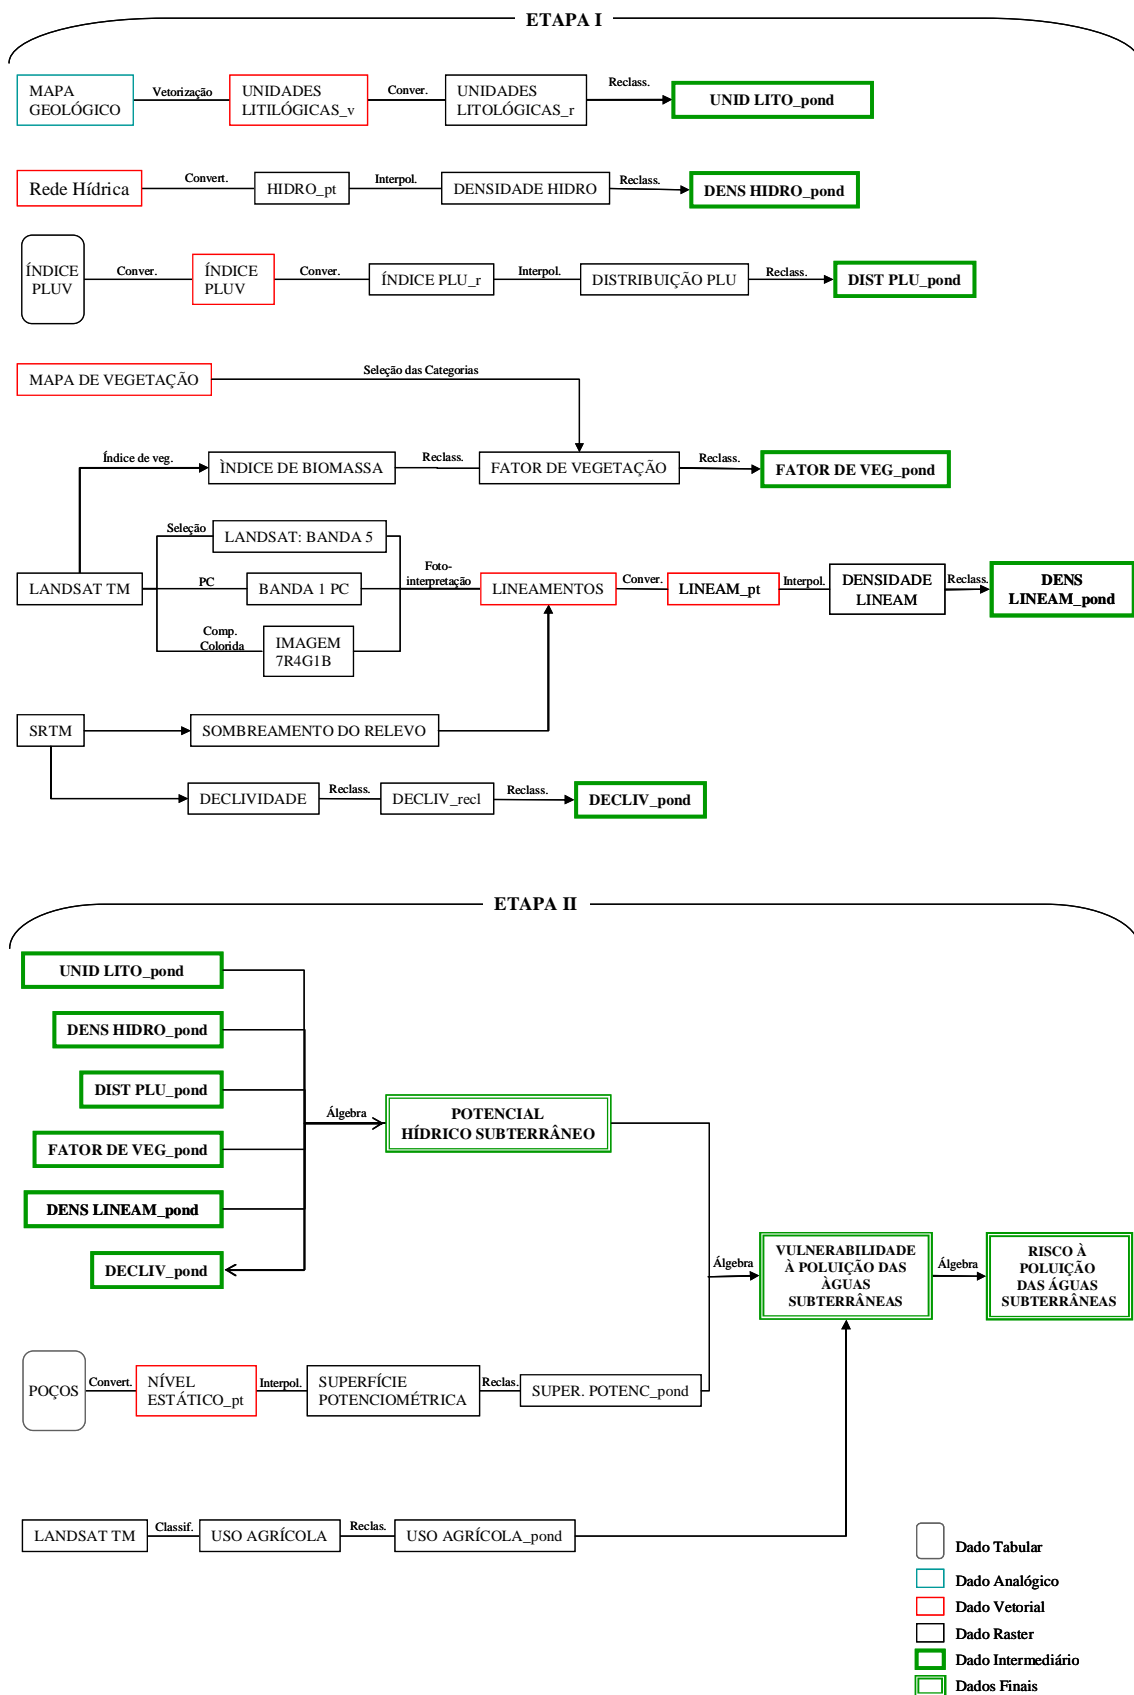 ETAPA I
MAPA
GEOLÓGICO
Vetorização
UNIDADES
LITILÓGICAS_v
Conver.
UNIDADES
LITOLÓGICAS_r
Reclass.
UNID LITO_pond
Rede Hídrica
Convert.
HIDRO_pt
Interpol.
DENSIDADE HIDRO
Reclass.
DENS HIDRO_pond
ÍNDICE
PLUV
Conver.
ÍNDICE
PLUV
Conver.
ÍNDICE PLU_r
Interpol.
DISTRIBUIÇÃO PLU
Reclass.
DIST PLU_pond
MAPA DE VEGETAÇÃO
Seleção das Categorias
Índice de veg.
ÌNDICE DE BIOMASSA
Reclass.
FATOR DE VEGETAÇÃO
Reclass.
FATOR DE VEG_pond
LANDSAT TM
Seleção
LANDSAT: BANDA 5
PC
BANDA 1 PC
Comp.
Colorida
IMAGEM
7R4G1B
Foto-
interpretação
LINEAMENTOS
Conver.
LINEAM_pt
Interpol.
DENSIDADE
LINEAM
Reclass.
DENS
LINEAM_pond
SRTM
SOMBREAMENTO DO RELEVO
DECLIVIDADE
Reclass.
DECLIV_recl
Reclass.
DECLIV_pond
ETAPA II
UNID LITO_pond
DENS HIDRO_pond
DIST PLU_pond
FATOR DE VEG_pond
DENS LINEAM_pond
DECLIV_pond
Álgebra
POTENCIAL
HÍDRICO SUBTERRÂNEO
Álgebra
VULNERABILIDADE
À POLUIÇÃO DAS
ÀGUAS
SUBTERRÂNEAS
Álgebra
RISCO À
POLUIÇÃO
DAS ÁGUAS
SUBTERRÂNEAS
POÇOS
Convert.
NÍVEL
ESTÁTICO_pt
Interpol.
SUPERFÍCIE
POTENCIOMÉTRICA
Reclas.
SUPER. POTENC_pond
LANDSAT TM
Classif.
USO AGRÍCOLA
Reclas.
USO AGRÍCOLA_pond
Dado Tabular
Dado Analógico
Dado Vetorial
Dado Raster
Dado Intermediário
Dados Finais